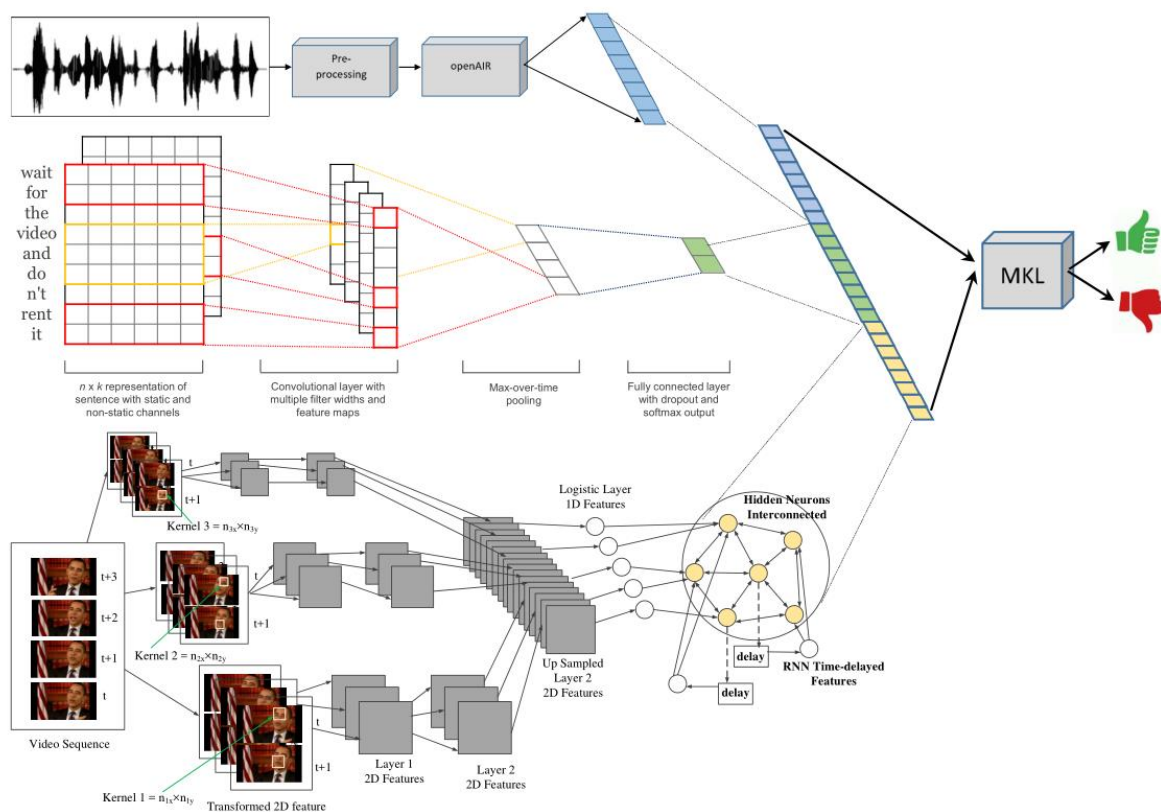 Pre-
processing
openAIR
wait
for
the
video
and
do
n't
rent
it
MKL
n x k representation of
sentence with static and
non-static channels
Convolutional layer with
multiple filter widths and
feature maps
Max-over-time
pooling
Fully connected layer
with dropout and
softmax output
t
t+1
Kernel 3 = n3x×n3y
Logistic Layer
1D Features
Hidden Neurons
Interconnected
t+3
t+2
t+1
t
Video Sequence
t
t+1
Kernel 2 = n2x×n2y
Up Sampled
Layer 2
2D Features
delay
delay
RNN Time-delayed
Features
t
t+1
Layer 1
2D Features
Layer 2
2D Features
Kernel 1 = n1x×n1y
Transformed 2D feature